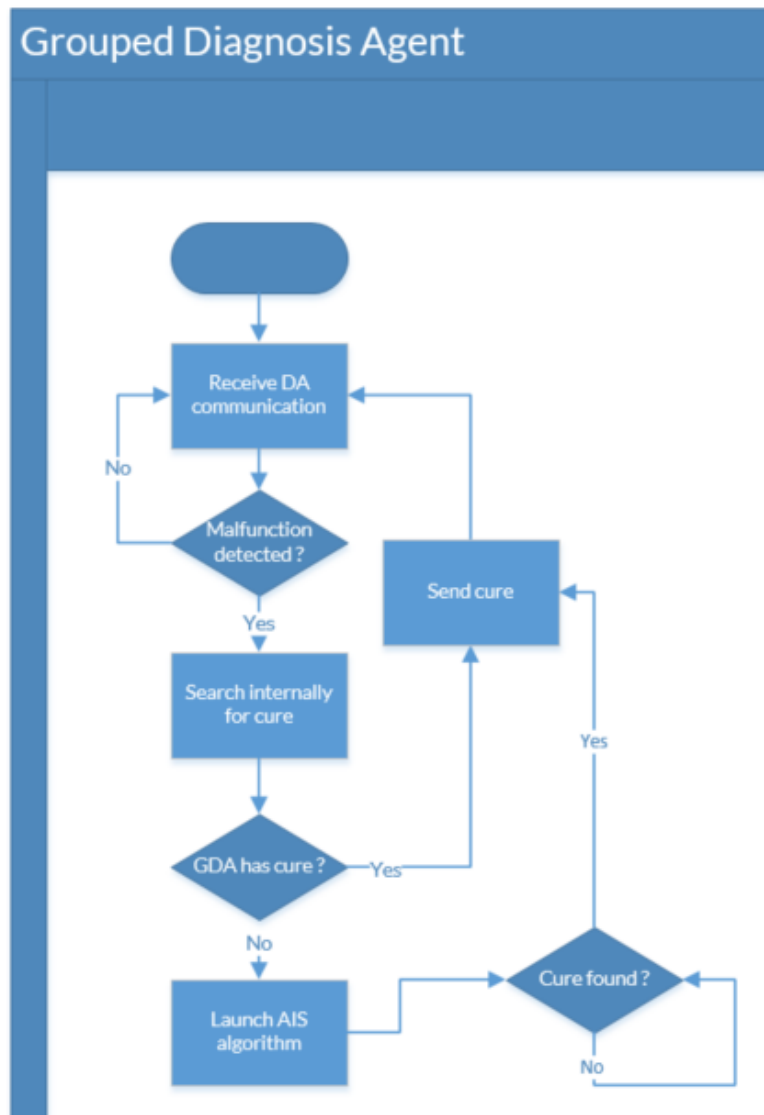 Grouped Diagnosis Agent
Receive DA
communication
No
Malfunction
detected ?
Yes
Send cure
Search internally
for cure
Yes
GDA has cure ?
Yes
No
Cure found ?
Launch AIS
algorithm
No